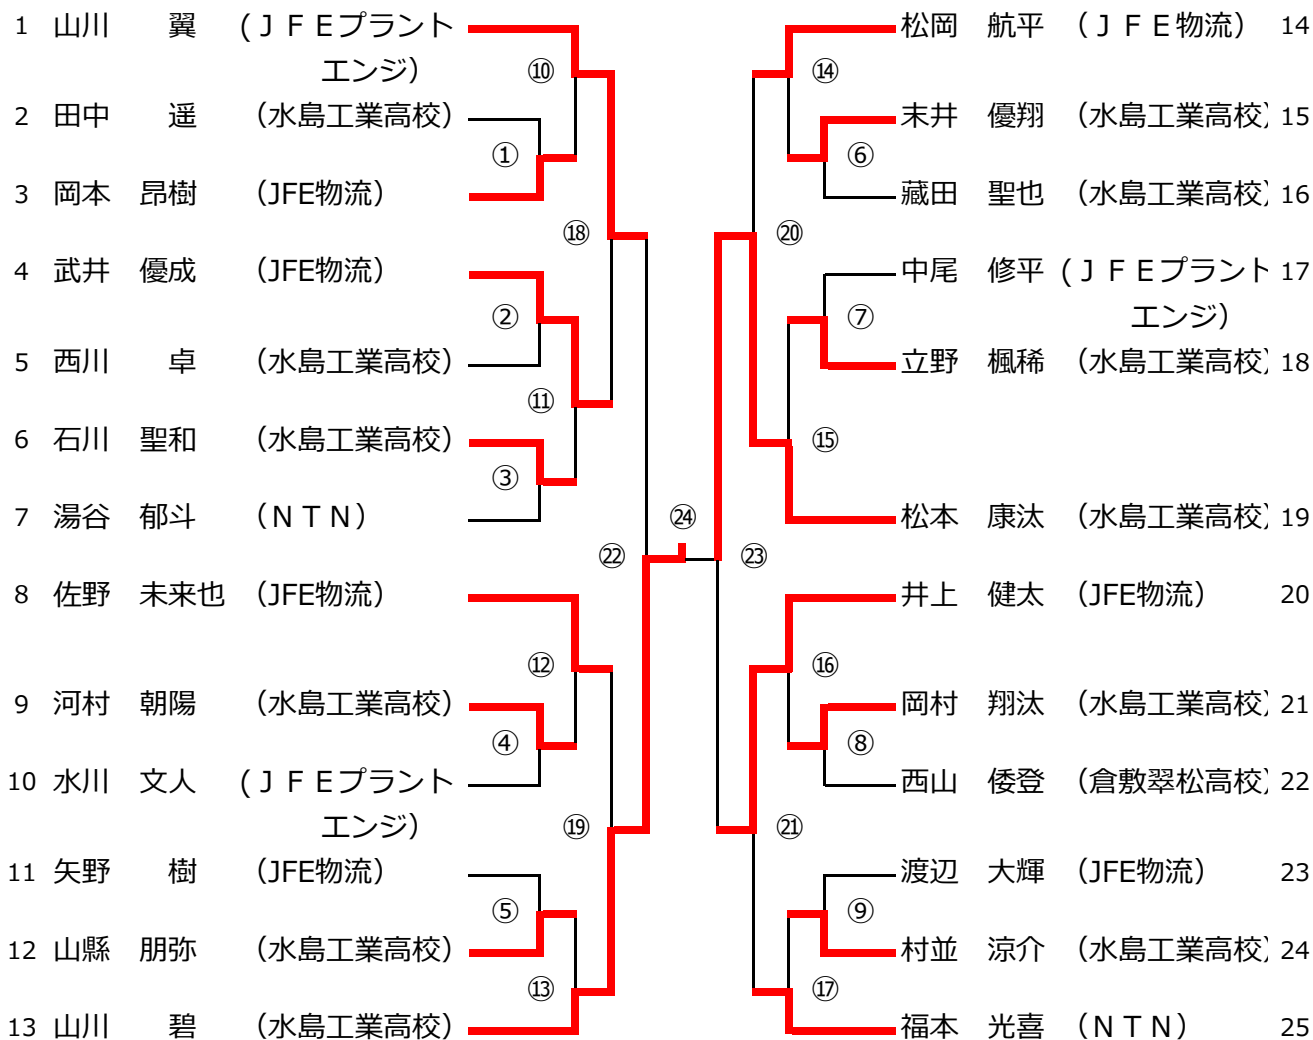 1 山川　翼 (ＪＦＥプラント
エンジ)
⑩
2 田中　遥 (水島工業高校)
①
3 岡本 昂樹 (JFE物流)
⑱
4 武井 優成 (JFE物流)
②
5 西川　卓 (水島工業高校)
⑪
6 石川 聖和 (水島工業高校)
③
7 湯谷 郁斗 (ＮＴＮ)
㉒
8 佐野 未来也 (JFE物流)
⑫
9 河村 朝陽 (水島工業高校)
④
10 水川 文人 (ＪＦＥプラント
エンジ)
⑲
11 矢野　樹 (JFE物流)
⑤
12 山縣 朋弥 (水島工業高校)
⑬
13 山川　碧 (水島工業高校)
㉔
松岡 航平 (ＪＦＥ物流) 14
⑭
末井 優翔 (水島工業高校) 15
⑥
藏田 聖也 (水島工業高校) 16
⑳
中尾 修平 (ＪＦＥプラント 17
エンジ)
⑦
立野 楓稀 (水島工業高校) 18
⑮
松本 康汰 (水島工業高校) 19
㉓
井上 健太 (JFE物流) 20
⑯
岡村 翔汰 (水島工業高校) 21
⑧
西山 倭登 (倉敷翠松高校) 22
㉑
渡辺 大輝 (JFE物流) 23
⑨
村並 涼介 (水島工業高校) 24
⑰
福本 光喜 (ＮＴＮ) 25